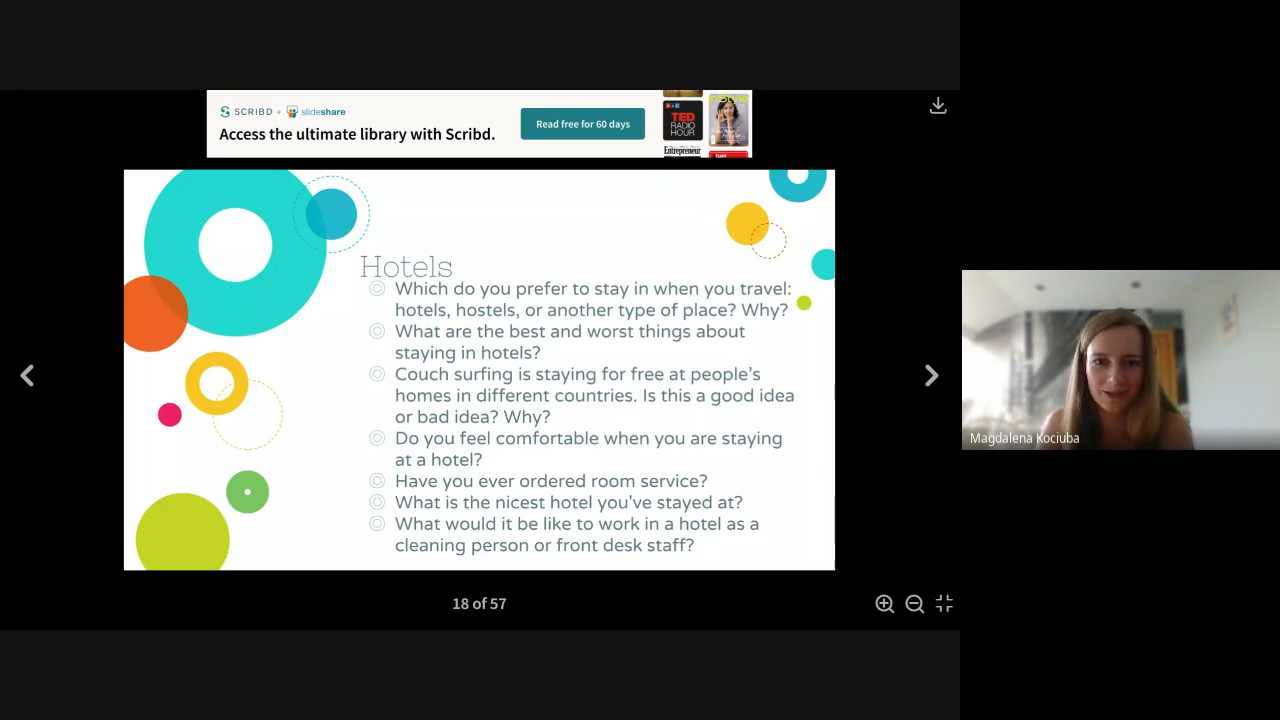 SCRIBD + slideshare
Access the ultimate library with Scribd.
Read free for 60 days
TED
RADIO
HOUR
Entrepreneur
InStyle
Hotels
Which do you prefer to stay in when you travel:
hotels, hostels, or another type of place? Why?
What are the best and worst things about
staying in hotels?
Couch surfing is staying for free at people’s
homes in different countries. Is this a good idea
or bad idea? Why?
Do you feel comfortable when you are staying
at a hotel?
Have you ever ordered room service?
What is the nicest hotel you've stayed at?
What would it be like to work in a hotel as a
cleaning person or front desk staff?
18 of 57
Magdalena Kociuba